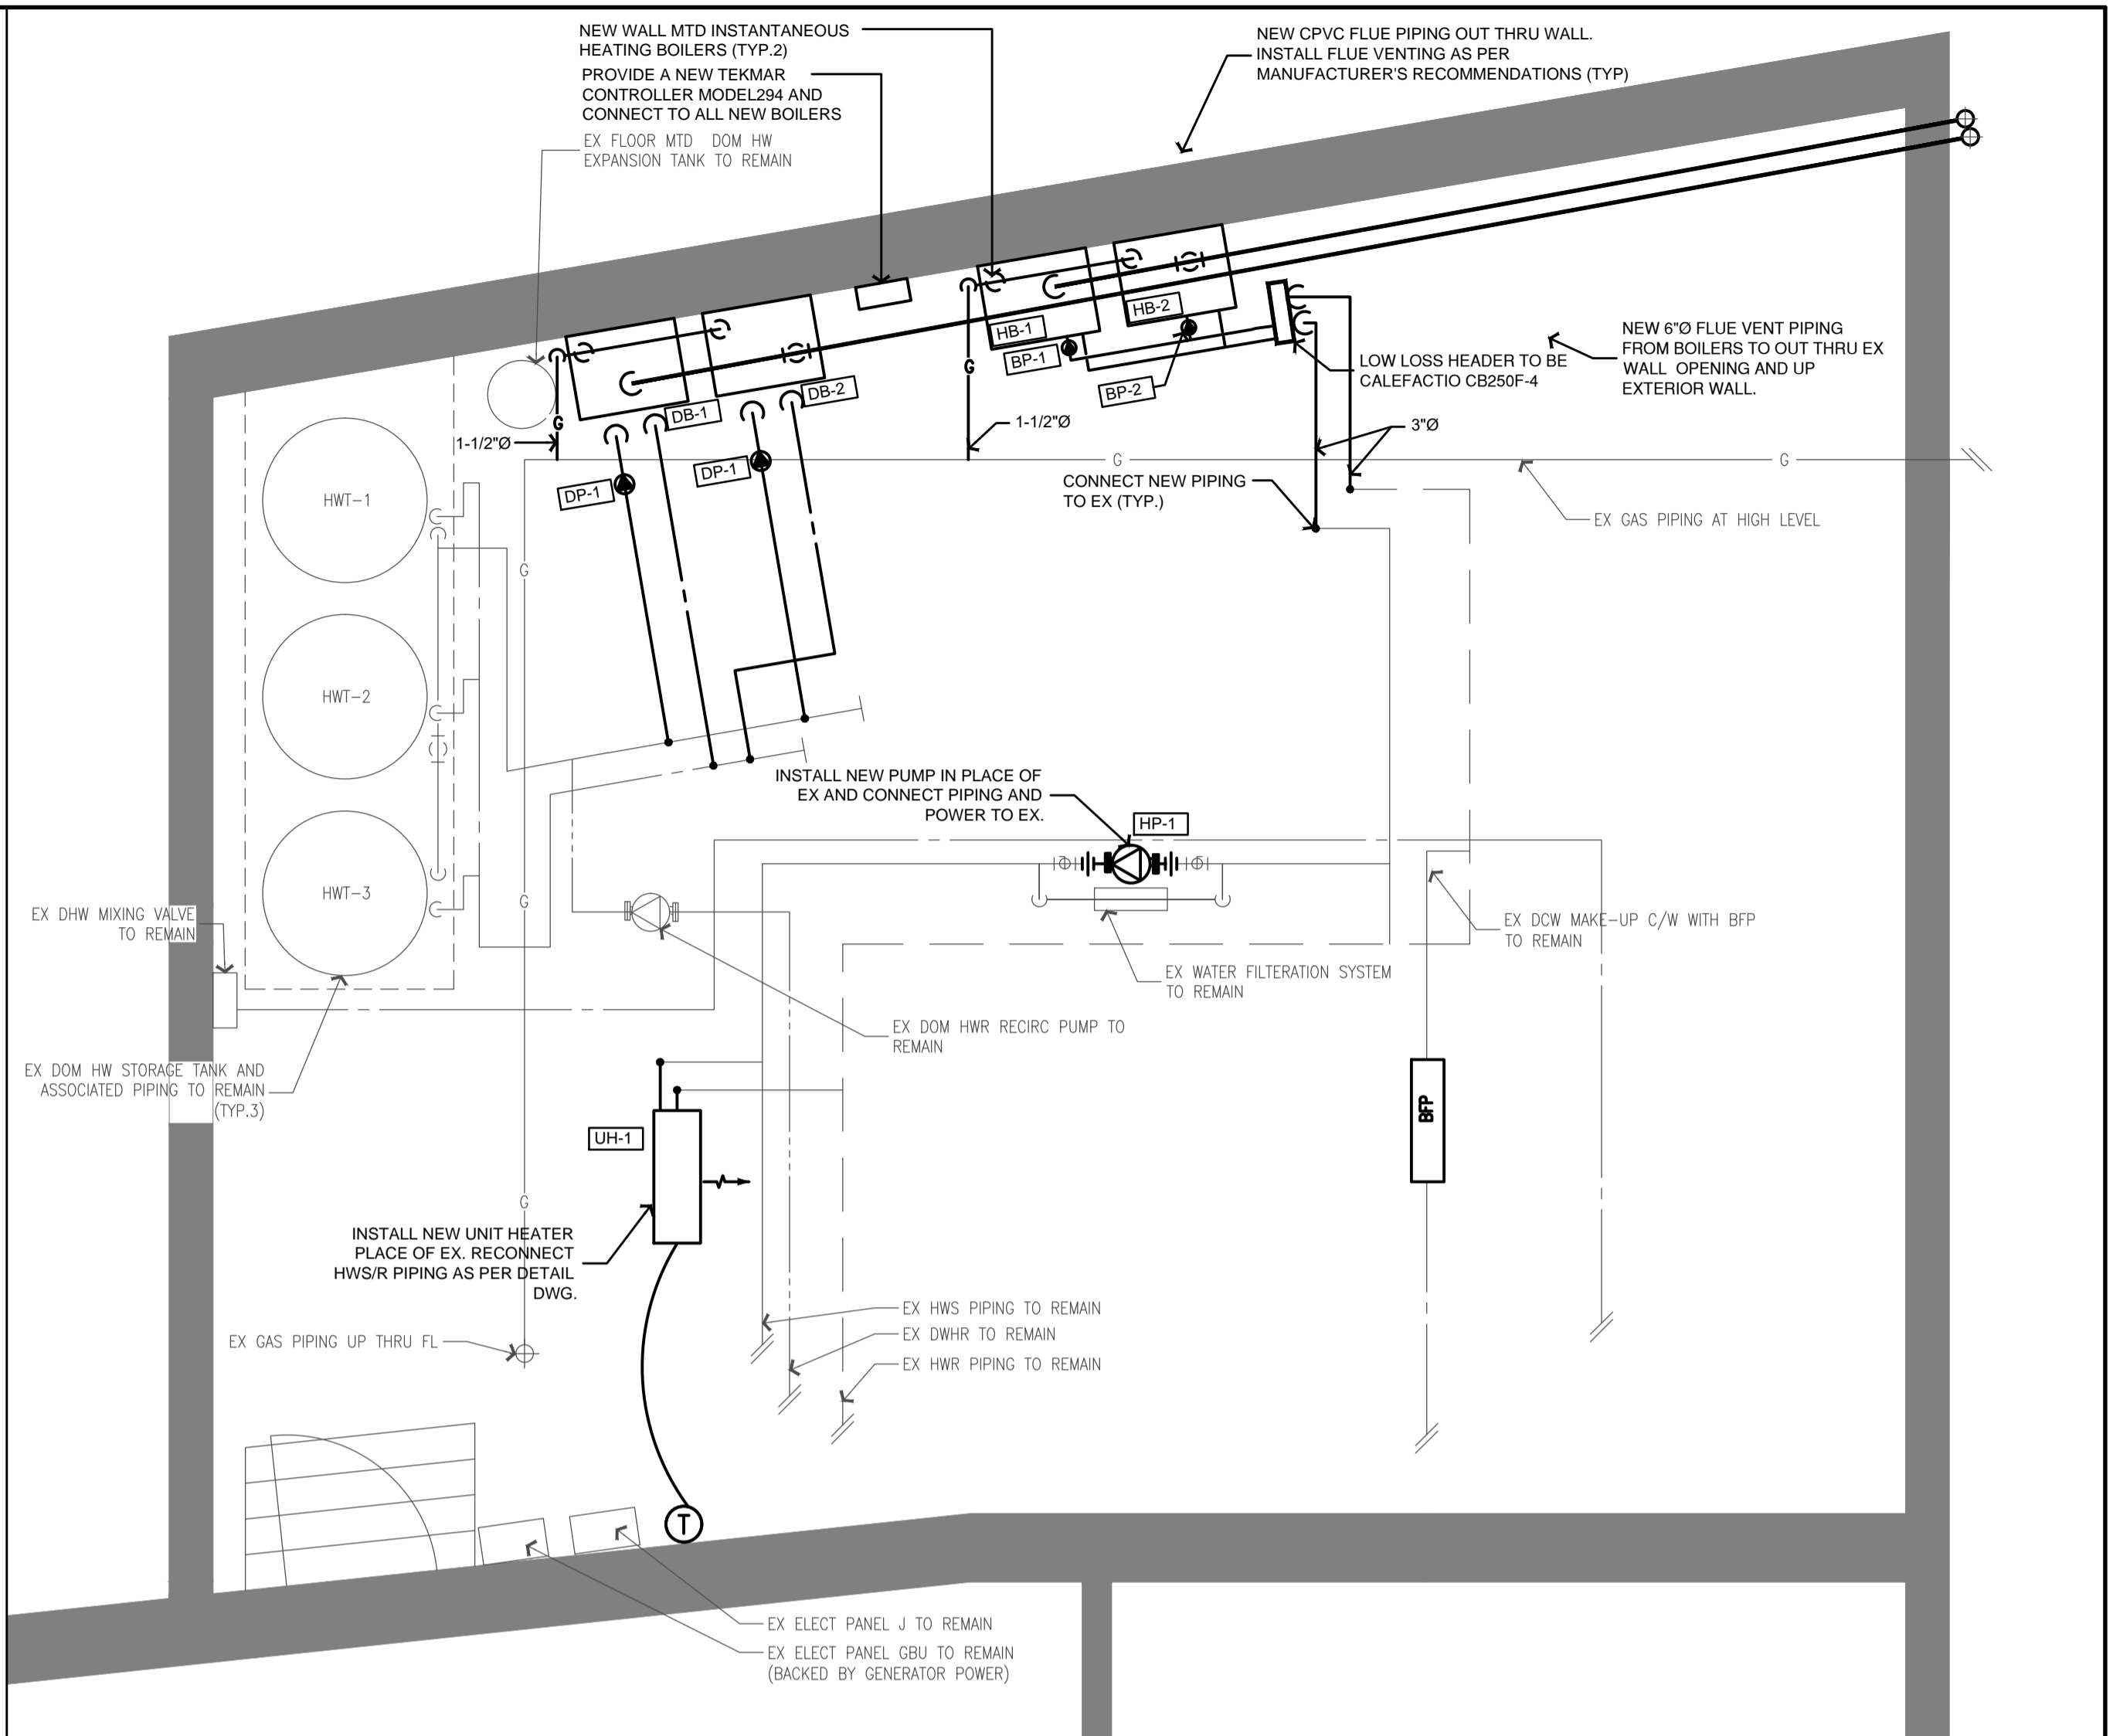 NEW WALL MTD INSTANTANEOUS
HEATING BOILERS (TYP.2)
PROVIDE A NEW TEKMAR
CONTROLLER MODEL294 AND
CONNECT TO ALL NEW BOILERS
EX FLOOR MTD DOM HW
EXPANSION TANK TO REMAIN
NEW CPVC FLUE PIPING OUT THRU WALL.
INSTALL FLUE VENTING AS PER
MANUFACTURER'S RECOMMENDATIONS (TYP)
HB-1
HB-2
BP-1
BP-2
LOW LOSS HEADER TO BE
CALEFACTIO CB250F-4
NEW 6"Ø FLUE VENT PIPING
FROM BOILERS TO OUT THRU EX
WALL OPENING AND UP
EXTERIOR WALL.
G
G
DB-1
DB-2
1-1/2"Ø
1-1/2"Ø
3"Ø
DP-1
DP-1
G
G
CONNECT NEW PIPING
TO EX (TYP.)
EX GAS PIPING AT HIGH LEVEL
HWT-1
G
HWT-2
INSTALL NEW PUMP IN PLACE OF
EX AND CONNECT PIPING AND
POWER TO EX.
HP-1
HWT-3
G
EX DHW MIXING VALVE
TO REMAIN
EX DCW MAKE-UP C/W WITH BFP
TO REMAIN
EX WATER FILTERATION SYSTEM
TO REMAIN
EX DOM HWR RECIRC PUMP TO
REMAIN
EX DOM HW STORAGE TANK AND
ASSOCIATED PIPING TO REMAIN
(TYP.3)
BFP
UH-1
G
INSTALL NEW UNIT HEATER
PLACE OF EX. RECONNECT
HWS/R PIPING AS PER DETAIL
DWG.
EX HWS PIPING TO REMAIN
EX DWHR TO REMAIN
EX HWR PIPING TO REMAIN
EX GAS PIPING UP THRU FL
T
EX ELECT PANEL J TO REMAIN
EX ELECT PANEL GBU TO REMAIN
(BACKED BY GENERATOR POWER)